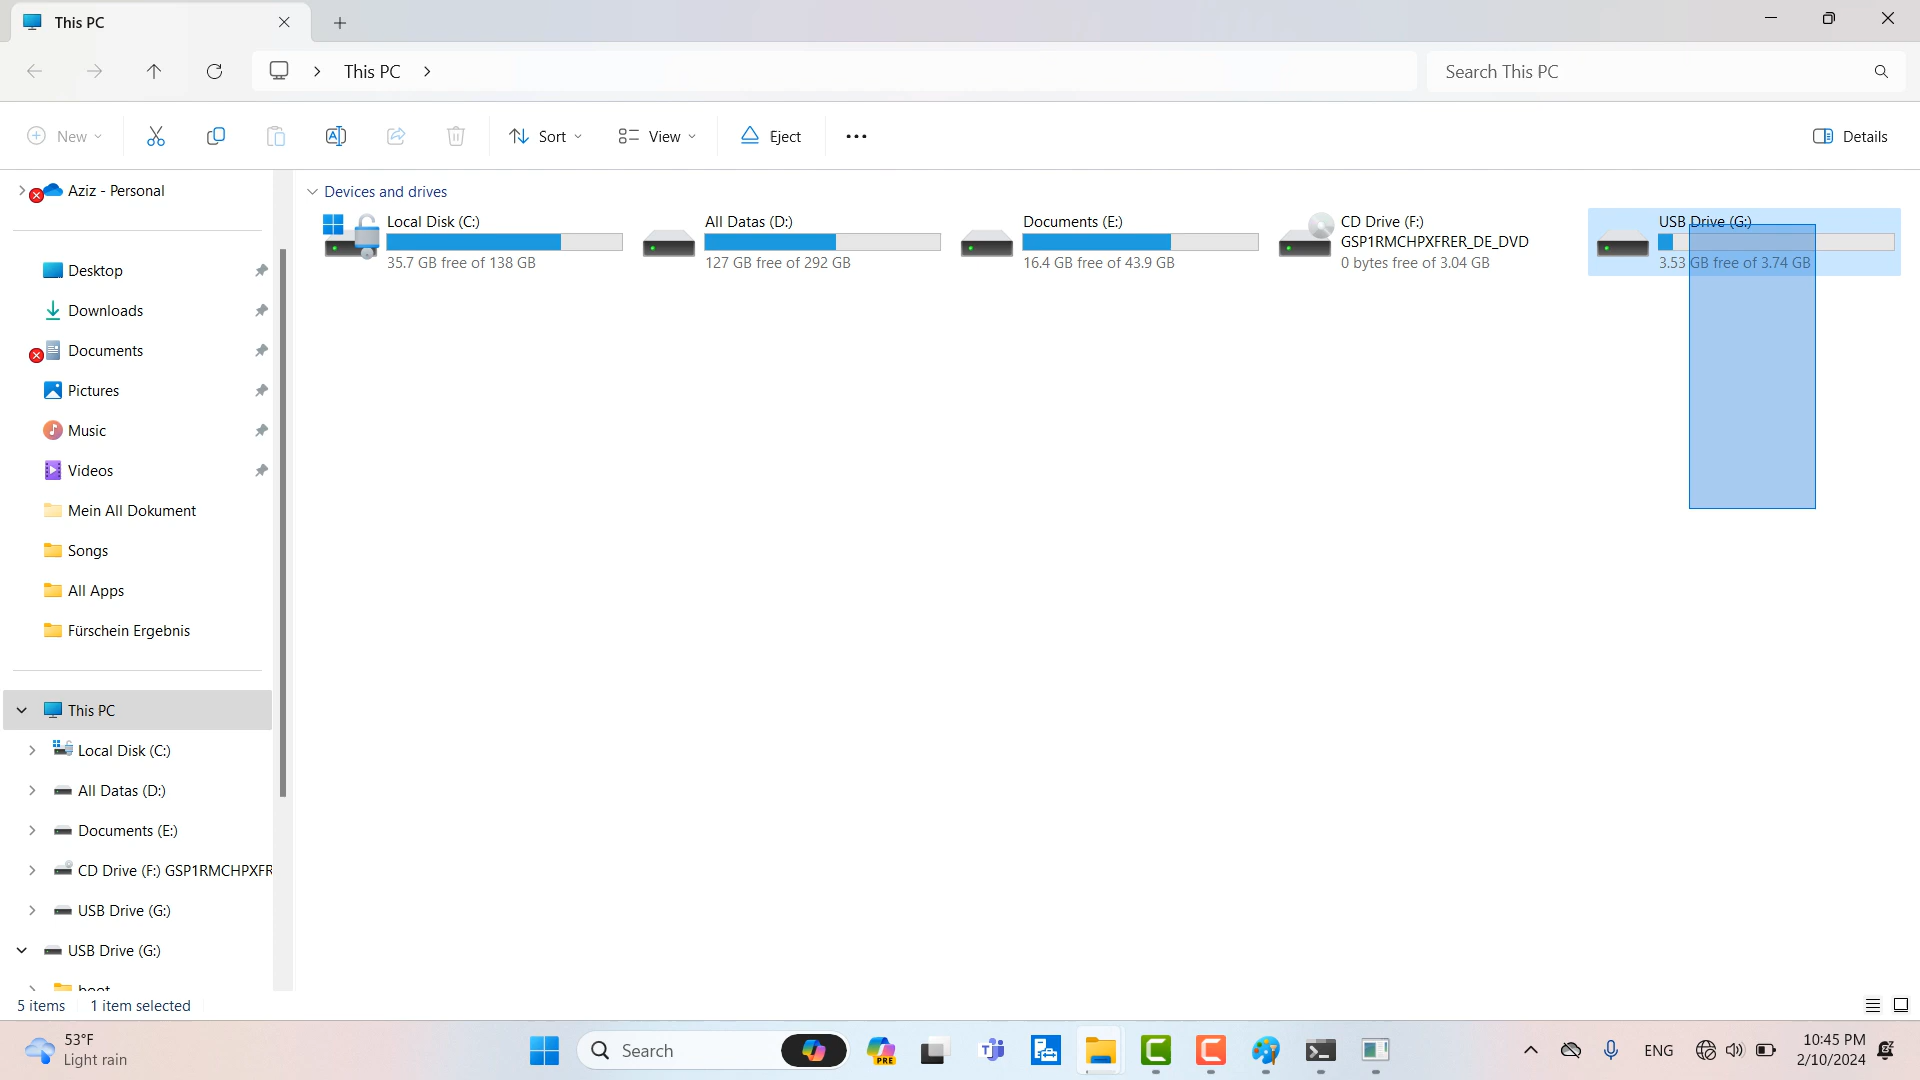 This PC
This PC
Search This PC
New
Sort
View
Eject
Details
Aziz - Personal
Desktop
Downloads
Documents
Pictures
Music
Videos
Mein All Dokument
Songs
All Apps
Fürschein Ergebnis
This PC
Local Disk (C:)
All Datas (D:)
Documents (E:)
CD Drive (F:) GSP1RMCHPXFR
USB Drive (G:)
USB Drive (G:)
boot
Devices and drives
Local Disk (C:)
35.7 GB free of 138 GB
All Datas (D:)
127 GB free of 292 GB
Documents (E:)
16.4 GB free of 43.9 GB
CD Drive (F:)
GSP1RMCHPXFRER_DE_DVD
0 bytes free of 3.04 GB
USB Drive (G:)
3.53 GB free of 3.74 GB
5 items
1 item selected
53°F
Light rain
Search
PRE
ENG
10:45 PM
2/10/2024